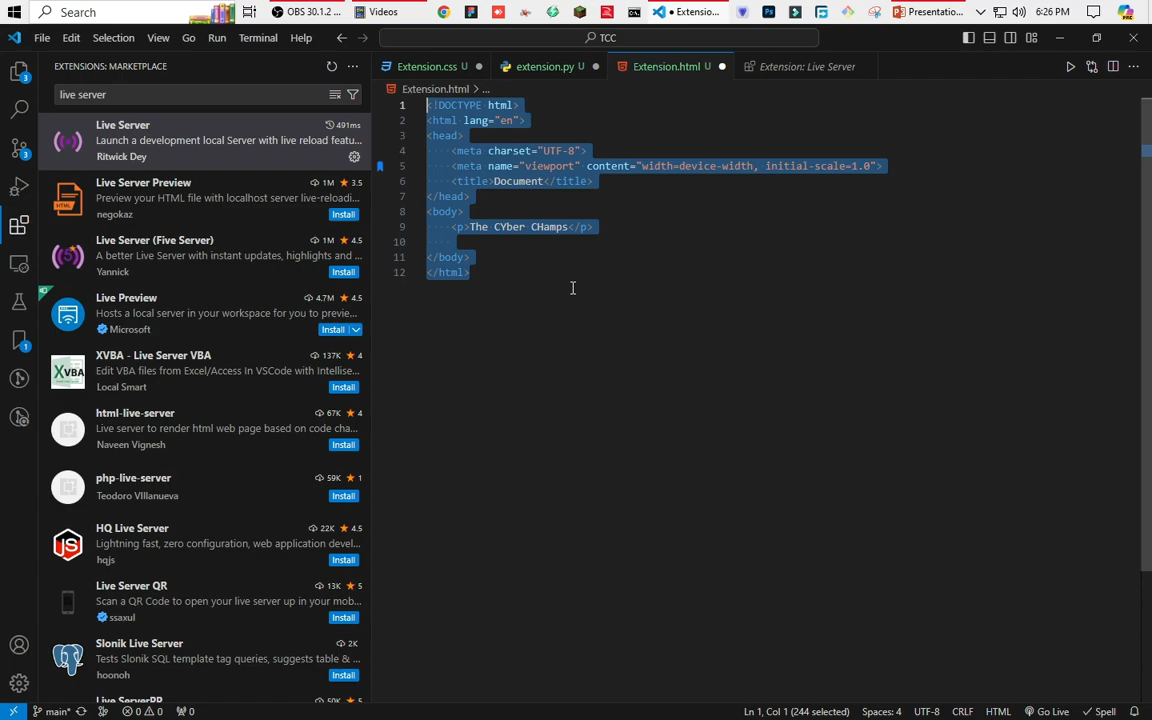 Search
OBS 30.1.2 ...
Videos
• Extensio...
Presentatio...
6:26 PM
File Edit Selection View Go Run Terminal Help
TCC
EXTENSIONS: MARKETPLACE
Extension.css U
extension.py U
Extension.html U
Extension: Live Server
live server
Extension.html > ...
Live Server
491ms
Launch a development local Server with live reload featu...
Ritwick Dey
Live Server Preview
1M 3.5
Preview your HTML file with localhost server live-reloadi...
negokaz
Install
Live Server (Five Server)
1M 4.5
A better Live Server with instant updates, highlights and ...
Yannick
Install
Live Preview
4.7M 4.5
Hosts a local server in your workspace for you to previe...
Microsoft
Install
XVBA - Live Server VBA
137K 4
Edit VBA files from Excel/Access In VSCode with Intellise...
Local Smart
Install
html-live-server
67K 4
Live server to render html web page based on code cha...
Naveen Vignesh
Install
php-live-server
59K 1
Teodoro VIllanueva
Install
HQ Live Server
22K 4.5
Lightning fast, zero configuration, web application devel...
hqjs
Install
Live Server QR
13K 5
Scan a QR Code to open your live server up in your mob...
ssaxul
Install
Slonik Live Server
2K
Tests Slonik SQL template tag queries, suggests table & ...
hoonoh
Install
Live ServerPP
50K 5
1 <!DOCTYPE html>
2 <html lang="en">
3 <head>
4 <meta charset="UTF-8">
5 <meta name="viewport" content="width=device-width, initial-scale=1.0">
6 <title>Document</title>
7 </head>
8 <body>
9 <p>The CYber CHamps</p>
10
11 </body>
12 </html>
main* 0 0 0
Ln 1, Col 1 (244 selected) Spaces: 4 UTF-8 CRLF HTML Go Live Spell